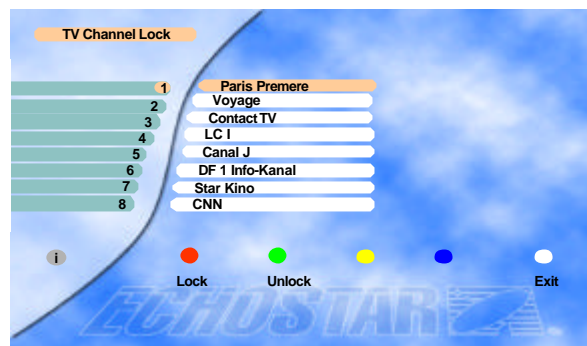 TV Channel Lock
1 Paris Premere
2 Voyage
3 Contact TV
4 LC I
5 Canal J
6 DF 1 Info-Kanal
7 Star Kino
8 CNN
i
Lock Unlock Exit
ECHOSTAR